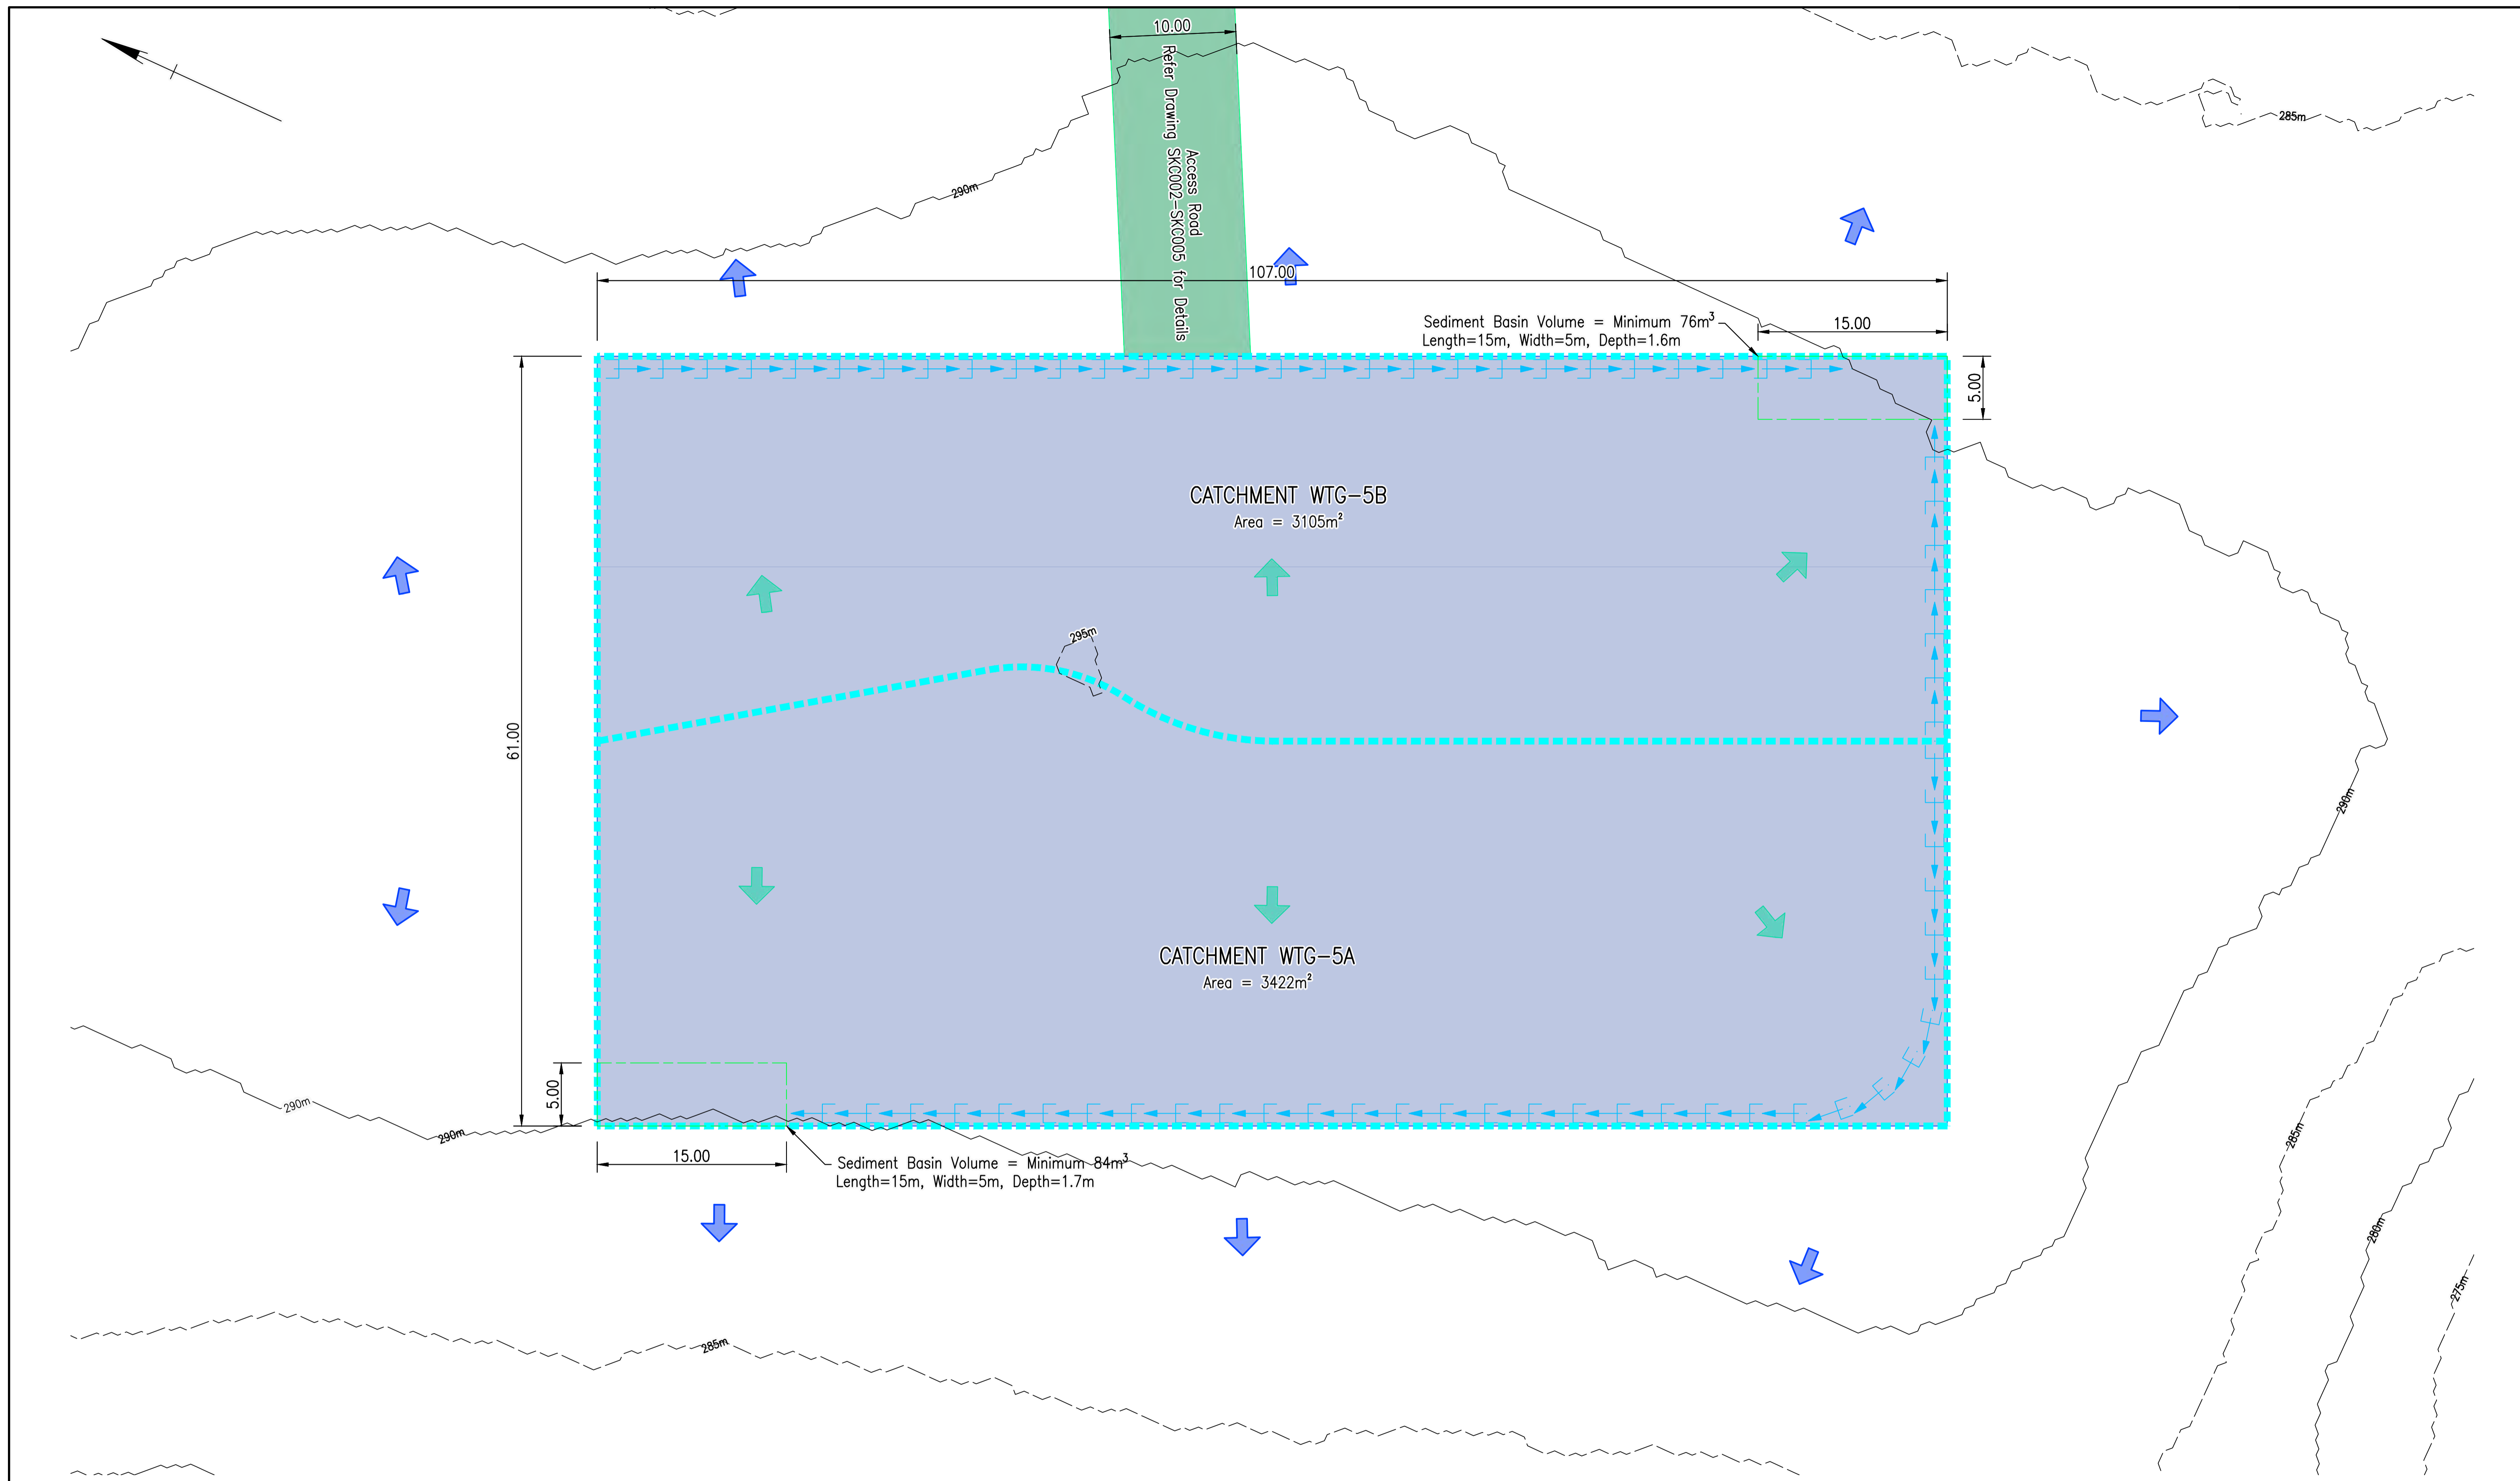 10.00
Access Road
Refer Drawing SKC002-SKC005 for Details
285m
290m
107.00
Sediment Basin Volume = Minimum 76m³
Length=15m, Width=5m, Depth=1.6m
15.00
5.00
CATCHMENT WTG-5B
Area = 3105m²
295m
61.00
290m
CATCHMENT WTG-5A
Area = 3422m²
5.00
290m
290m
285m
15.00
Sediment Basin Volume = Minimum 84m³
Length=15m, Width=5m, Depth=1.7m
280m
275m
285m